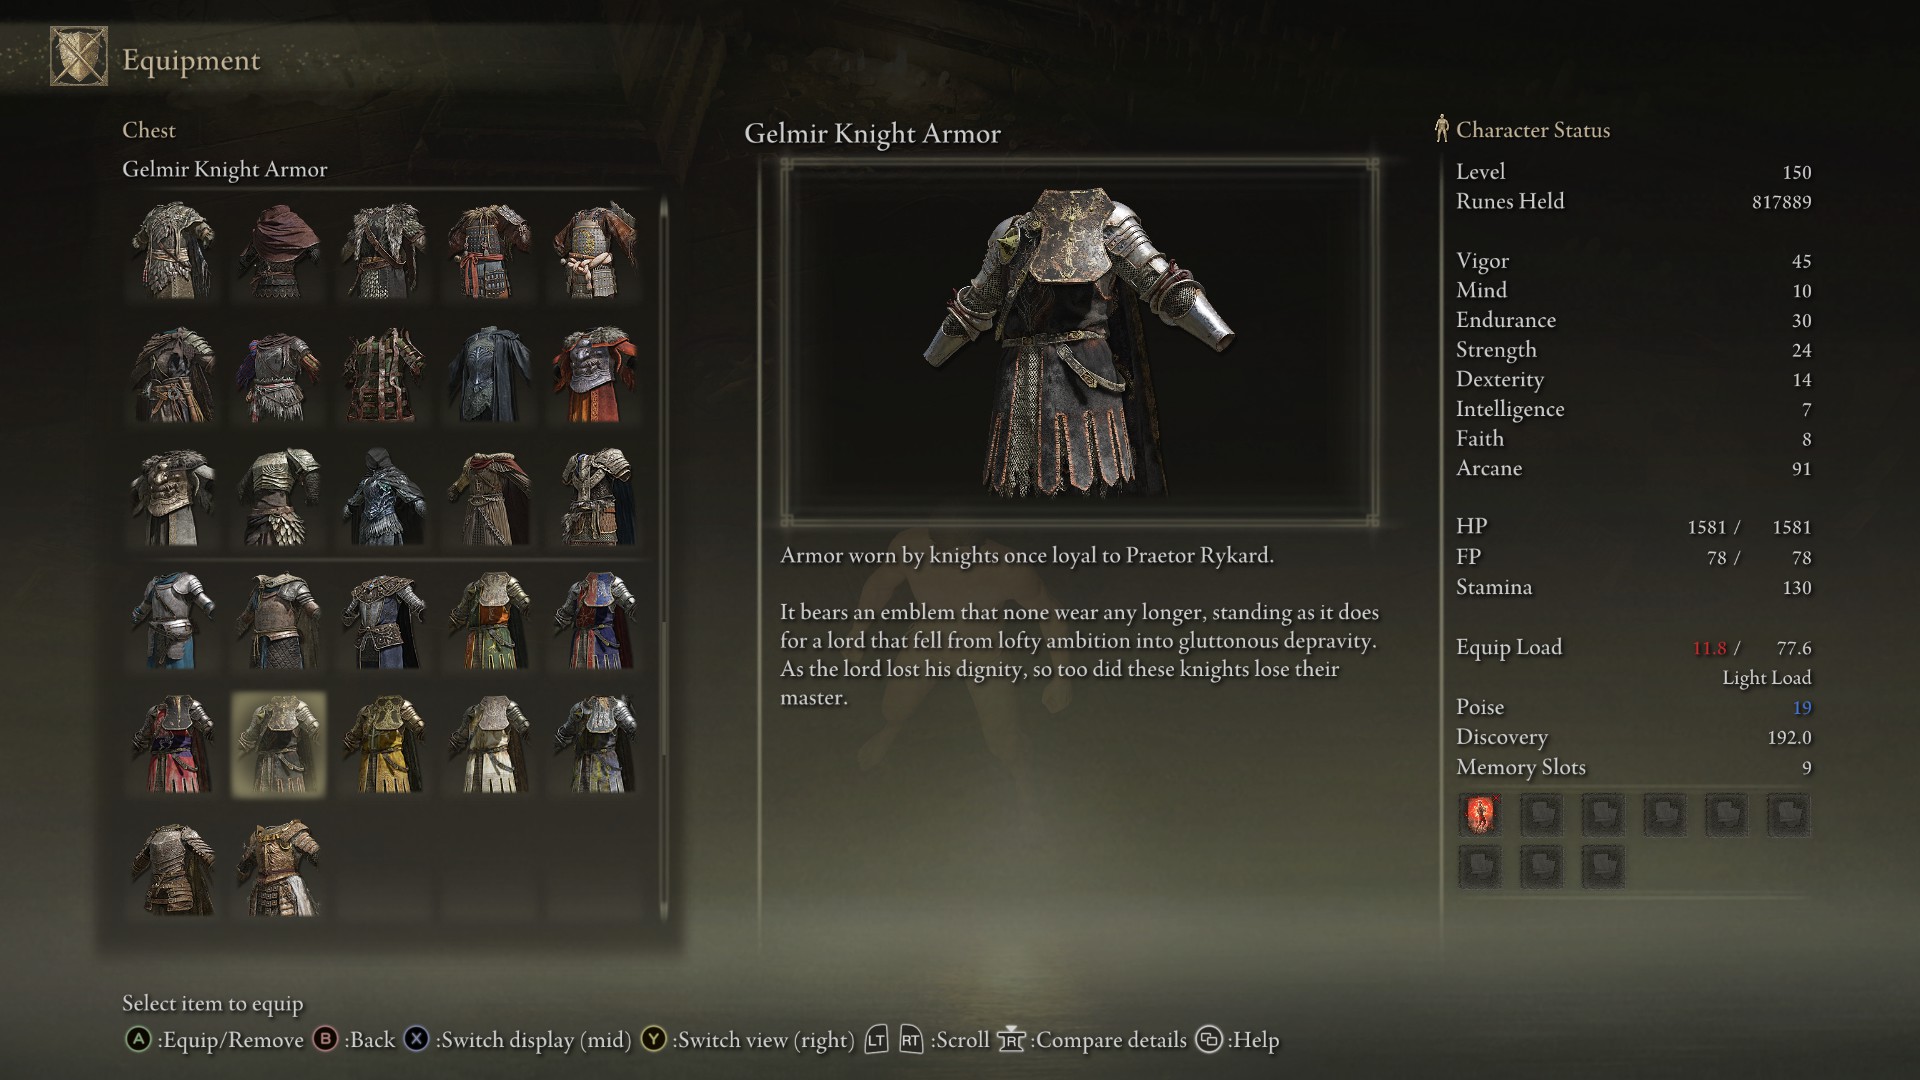 Equipment
Chest
Gelmir Knight Armor
Gelmir Knight Armor
Armor worn by knights once loyal to Praetor Rykard.
It bears an emblem that none wear any longer, standing as it does
for a lord that fell from lofty ambition into gluttonous depravity.
As the lord lost his dignity, so too did these knights lose their
master.
Character Status
Level 150
Runes Held 817889
Vigor 45
Mind 10
Endurance 30
Strength 24
Dexterity 14
Intelligence 7
Faith 8
Arcane 91
HP 1581 / 1581
FP 78 / 78
Stamina 130
Equip Load 11.8 / 77.6
Light Load
Poise 19
Discovery 192.0
Memory Slots 9
Select item to equip
A :Equip/Remove B :Back X :Switch display (mid) Y :Switch view (right) LT RT :Scroll R :Compare details :Help